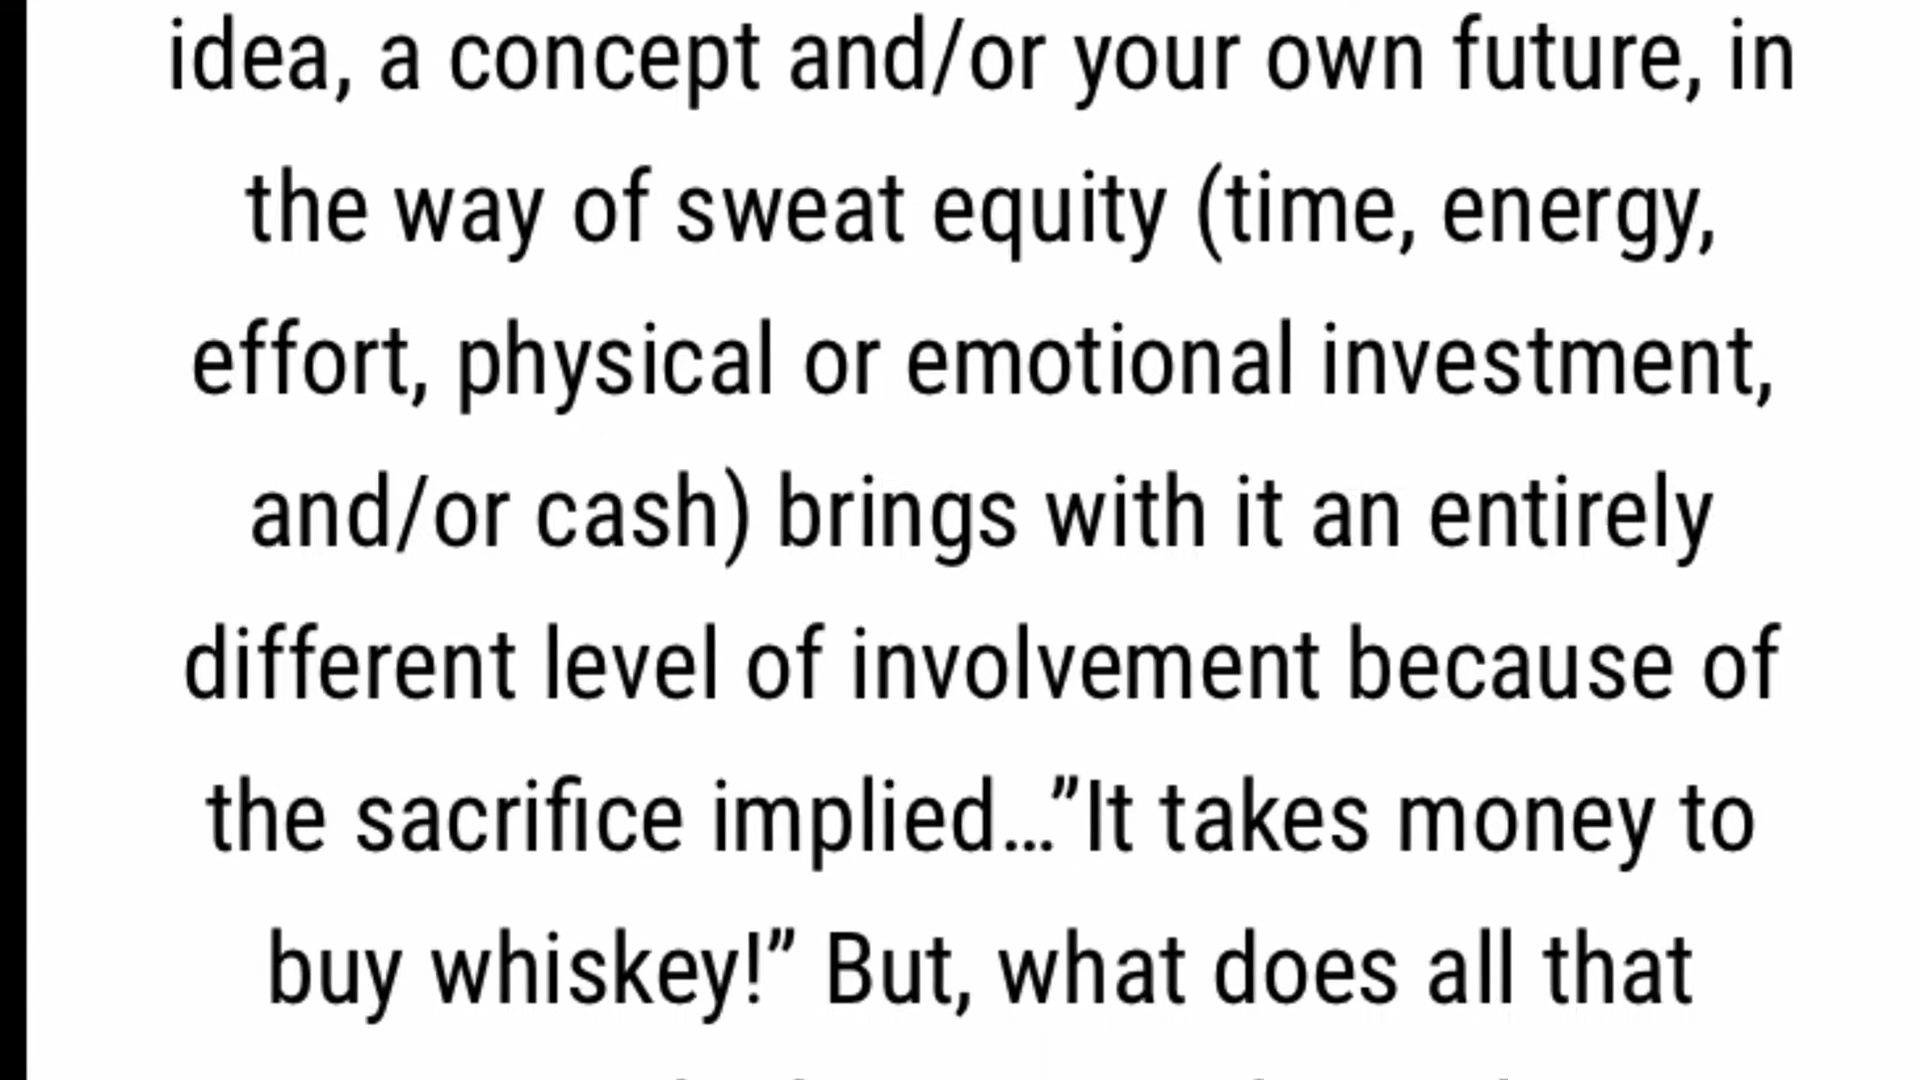 idea, a concept and/or your own future, in
the way of sweat equity (time, energy,
effort, physical or emotional investment,
and/or cash) brings with it an entirely
different level of involvement because of
the sacrifice implied…”It takes money to
buy whiskey!” But, what does all that